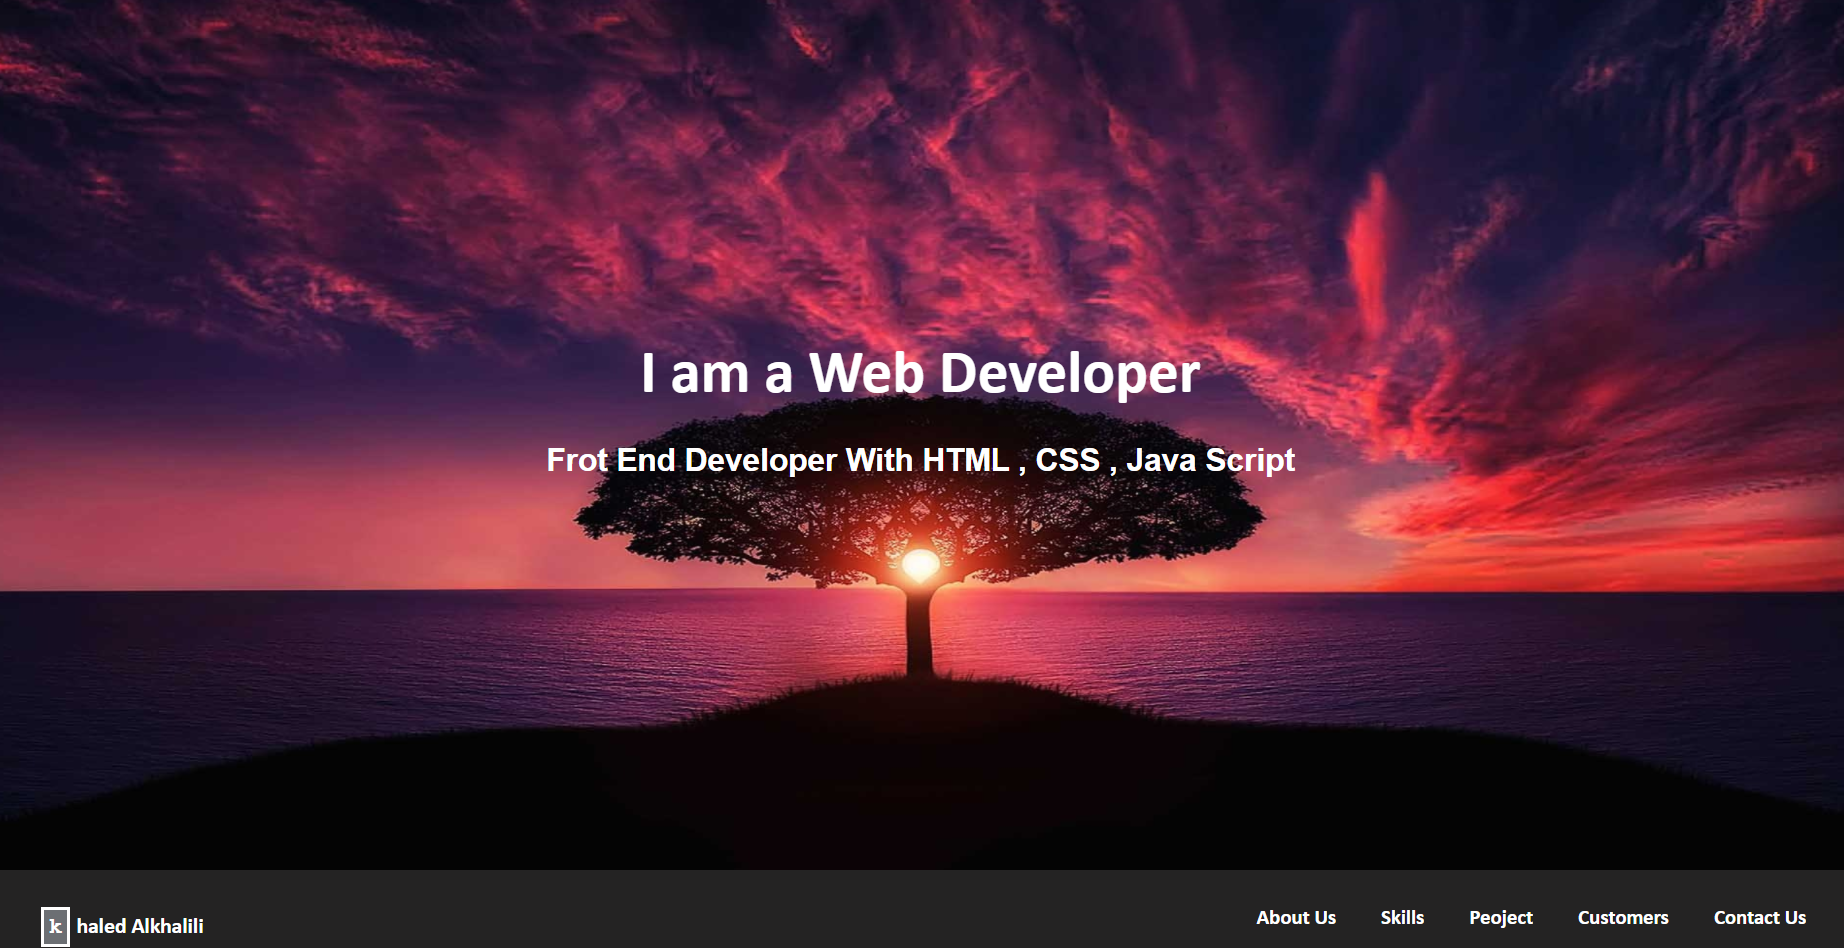 I am a Web Developer
Frot End Developer With HTML , CSS , Java Script
k haled Alkhalili
About Us Skills Peoject Customers Contact Us